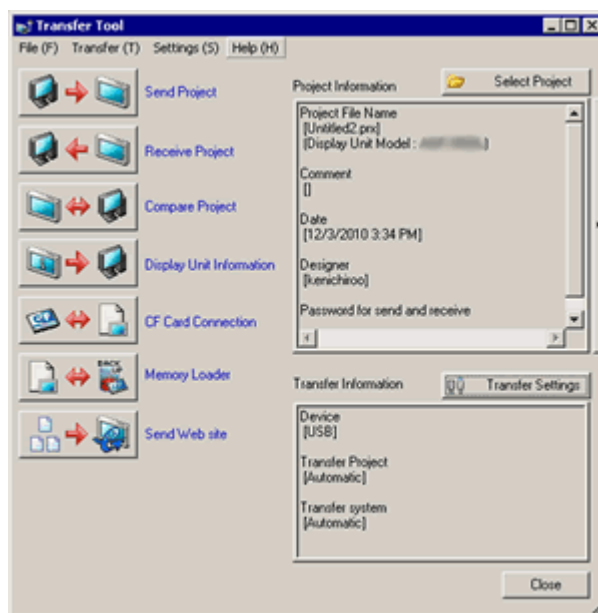 Transfer Tool
File (F) Transfer (T) Settings (S) Help (H)
Send Project
Receive Project
Compare Project
Display Unit Information
CF Card Connection
Memory Loader
Send Web site
Project Information
Select Project
Project File Name
[Untitled2.prx]
(Display Unit Model : )
Comment
[]
Date
[12/3/2010 3:34 PM]
Designer
[kenichiroo]
Password for send and receive
Transfer Information
Transfer Settings
Device
[USB]
Transfer Project
[Automatic]
Transfer system
[Automatic]
Close